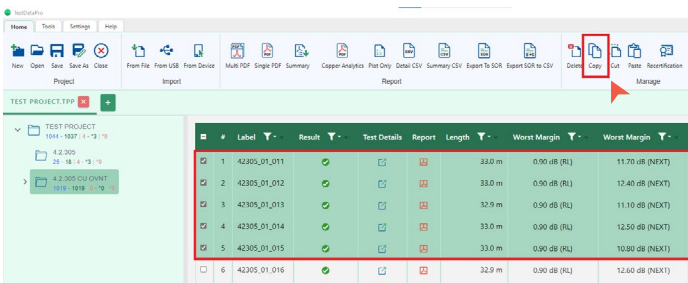 TestDataPro
Home Tools Settings Help
New Open Save Save As Close From File From USB From Device Multi PDF Single PDF Summary Copper Analytics Plot Only Detail CSV Summary CSV Export To SOR Export SOR to CSV Delete Copy Cut Paste Recertification
Project Import Report Manage
TEST PROJECT.TPP
TEST PROJECT
4.2.305
4.2.305 CU OVNT
# Label Result Test Details Report Length Worst Margin Worst Margin
1 42305_01_011 33.0 m 0.90 dB (RL) 11.70 dB (NEXT)
2 42305_01_012 33.0 m 0.90 dB (RL) 12.40 dB (NEXT)
3 42305_01_013 32.9 m 0.90 dB (RL) 11.10 dB (NEXT)
4 42305_01_014 33.0 m 0.90 dB (RL) 12.50 dB (NEXT)
5 42305_01_015 33.0 m 0.90 dB (RL) 10.80 dB (NEXT)
6 42305_01_016 32.9 m 0.90 dB (RL) 12.60 dB (NEXT)